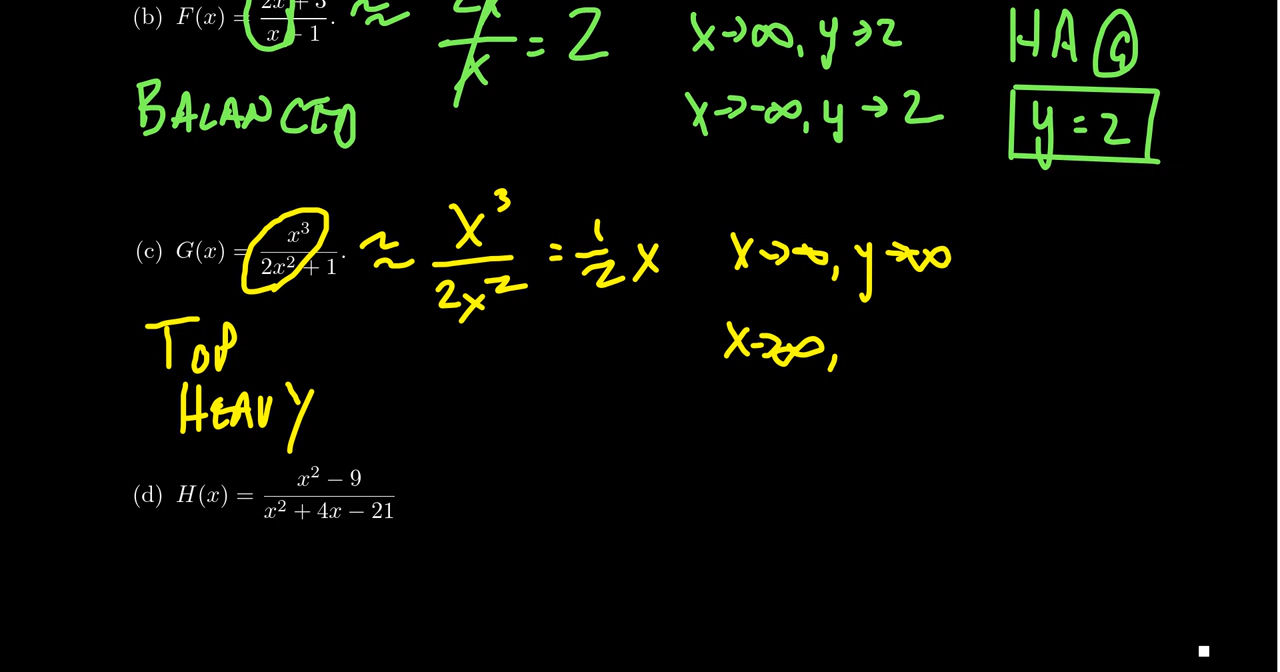 (b) F(x) = 2x + 3 / x - 1 . ≈ 2x / x = 2 x→∞, y→2 HA @
BALANCED x→-∞, y→2 y = 2
(c) G(x) = x³ / 2x² + 1 . ≈ x³ / 2x² = 1/2 x x→∞, y→∞
TOP x→-∞,
HEAVY
(d) H(x) = x² − 9 / x² + 4x − 21